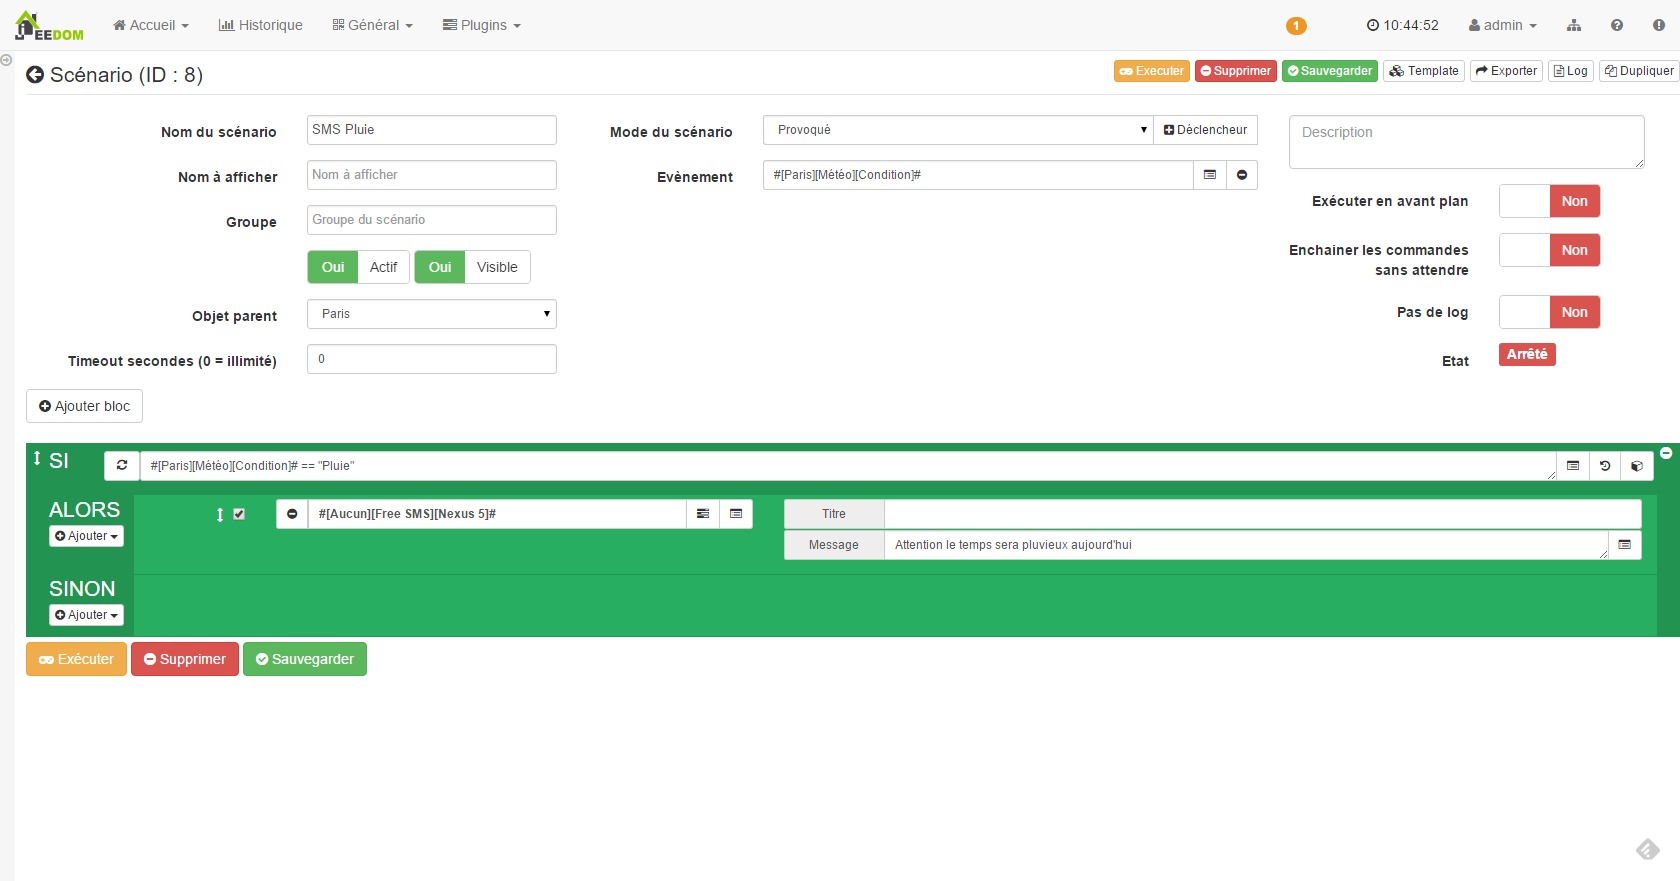 JEEDOM
Accueil
Historique
Général
Plugins
1
10:44:52
admin
Scénario (ID : 8)
Executer
Supprimer
Sauvegarder
Template
Exporter
Log
Dupliquer
Nom du scénario
SMS Pluie
Mode du scénario
Provoqué
Déclencheur
Description
Nom à afficher
Nom à afficher
Evènement
#[Paris][Météo][Condition]#
Groupe
Groupe du scénario
Exécuter en avant plan
Non
Oui
Actif
Oui
Visible
Enchainer les commandes
sans attendre
Non
Objet parent
Paris
Pas de log
Non
Timeout secondes (0 = illimité)
0
Etat
Arrêté
Ajouter bloc
SI
#[Paris][Météo][Condition]# == "Pluie"
ALORS
Ajouter
#[Aucun][Free SMS][Nexus 5]#
Titre
Message
Attention le temps sera pluvieux aujourd'hui
SINON
Ajouter
Exécuter
Supprimer
Sauvegarder